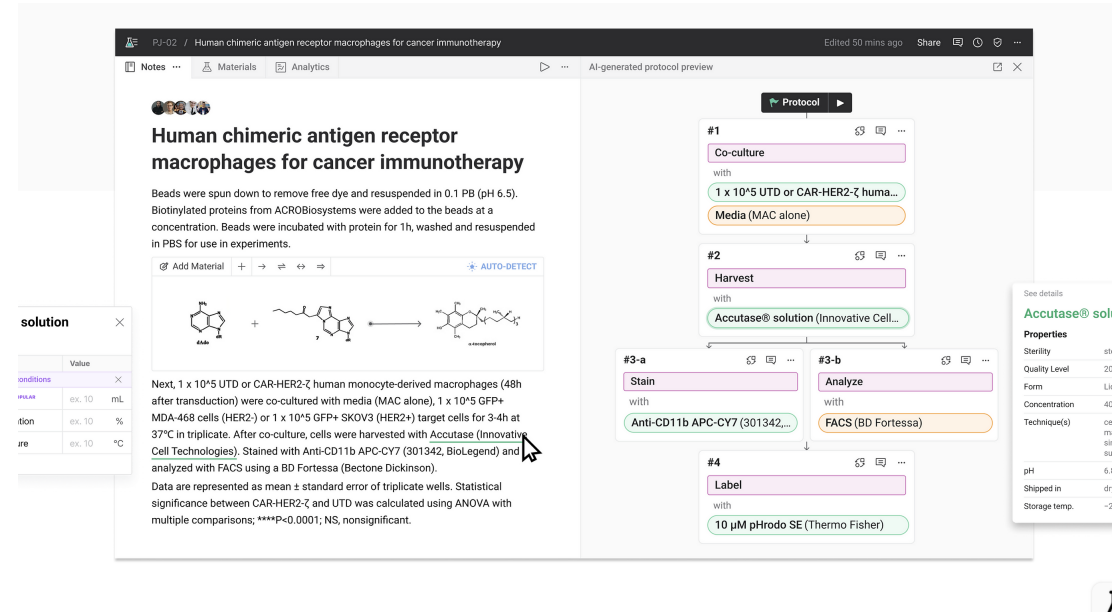 PJ-02 / Human chimeric antigen receptor macrophages for cancer immunotherapy
Edited 50 mins ago Share
Notes Materials Analytics
AI-generated protocol preview
Human chimeric antigen receptor
macrophages for cancer immunotherapy
Beads were spun down to remove free dye and resuspended in 0.1 PB (pH 6.5).
Biotinylated proteins from ACROBiosystems were added to the beads at a
concentration. Beads were incubated with protein for 1h, washed and resuspended
in PBS for use in experiments.
Add Material + → ⇌ ↔ ⇒ AUTO-DETECT
NH₂
dAdo
+
7
α-tocopherol
Next, 1 x 10^5 UTD or CAR-HER2-ζ human monocyte-derived macrophages (48h
after transduction) were co-cultured with media (MAC alone), 1 x 10^5 GFP+
MDA-468 cells (HER2-) or 1 x 10^5 GFP+ SKOV3 (HER2+) target cells for 3-4h at
37°C in triplicate. After co-culture, cells were harvested with Accutase (Innovative
Cell Technologies). Stained with Anti-CD11b APC-CY7 (301342, BioLegend) and
analyzed with FACS using a BD Fortessa (Bectone Dickinson).
Data are represented as mean ± standard error of triplicate wells. Statistical
significance between CAR-HER2-ζ and UTD was calculated using ANOVA with
multiple comparisons; ****P<0.0001; NS, nonsignificant.
solution
Value
onditions
ex. 10 mL
ex. 10 %
ex. 10 °C
Protocol
#1
Co-culture
with
1 x 10^5 UTD or CAR-HER2-ζ huma...
Media (MAC alone)
#2
Harvest
with
Accutase® solution (Innovative Cell...
#3-a
Stain
with
Anti-CD11b APC-CY7 (301342,...
#3-b
Analyze
with
FACS (BD Fortessa)
#4
Label
with
10 µM pHrodo SE (Thermo Fisher)
See details
Accutase® solu
Properties
Sterility
Quality Level 20
Form
Concentration 40
Technique(s)
pH 6.8
Shipped in
Storage temp. −2